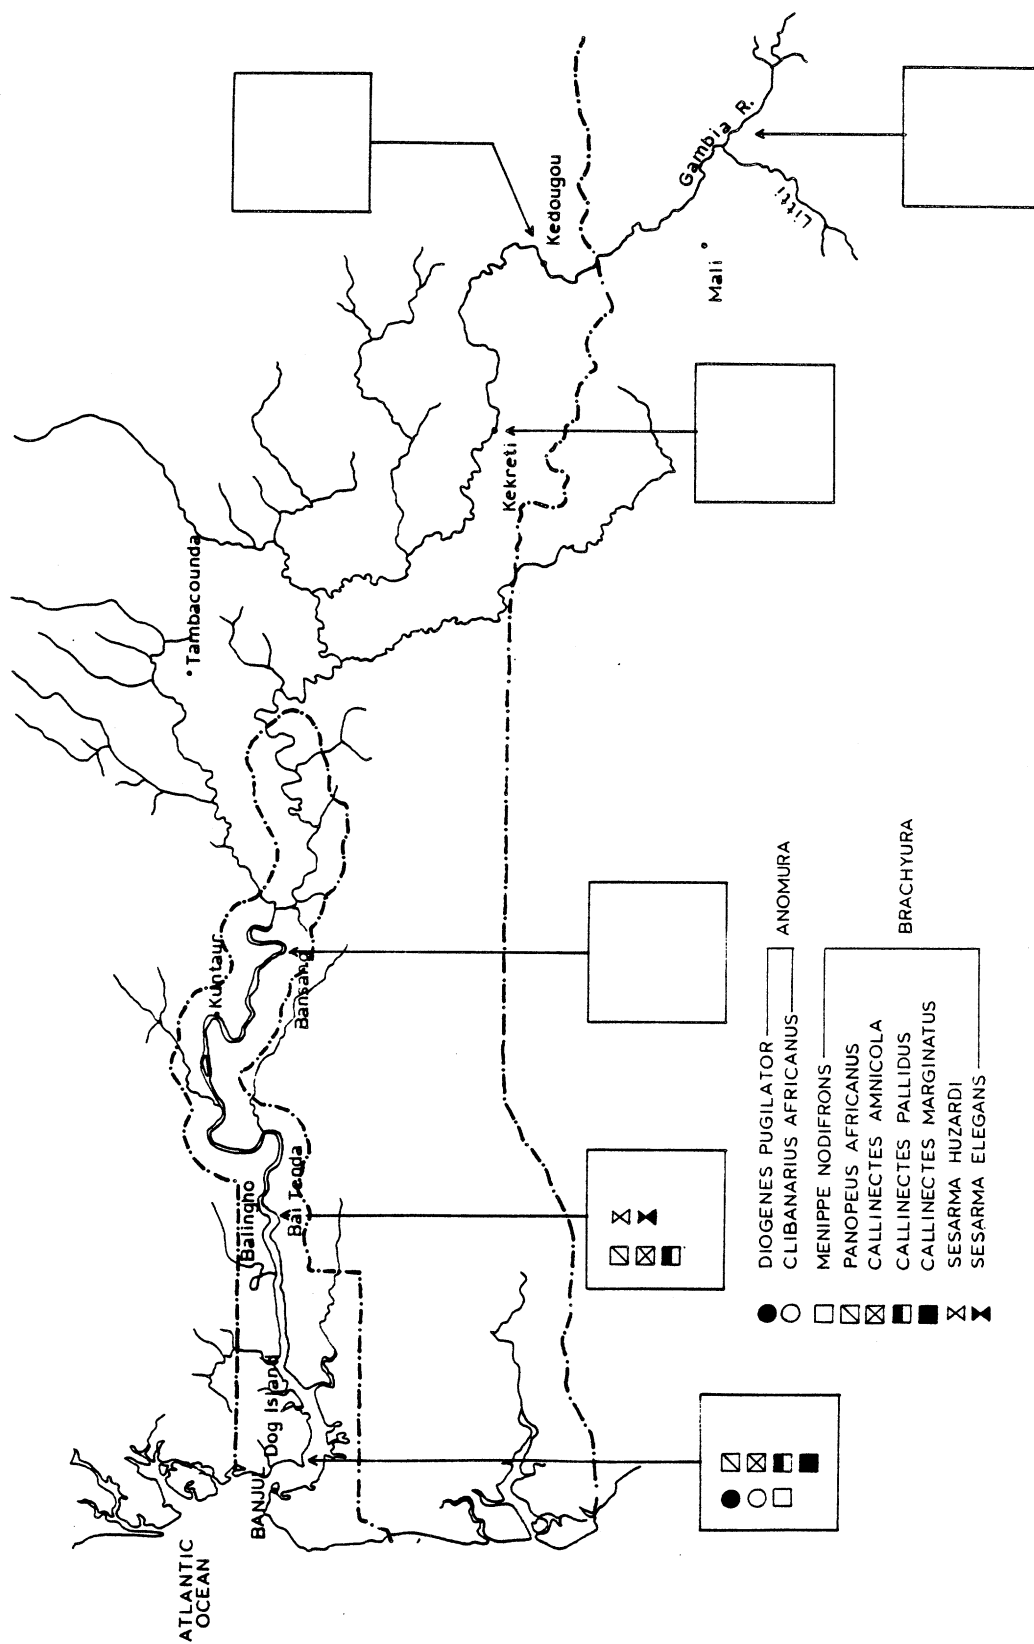 ATLANTIC
OCEAN
BANJUL
Dog Island
Balingho
Bai Tenda
Kuntaur
Bansang
Tambacounda
Kekreti
Kedougou
Mali
Gambia R.
Litti
DIOGENES PUGILATOR
CLIBANARIUS AFRICANUS
ANOMURA
MENIPPE NODIFRONS
PANOPEUS AFRICANUS
CALLINECTES AMNICOLA
CALLINECTES PALLIDUS
CALLINECTES MARGINATUS
SESARMA HUZARDI
SESARMA ELEGANS
BRACHYURA